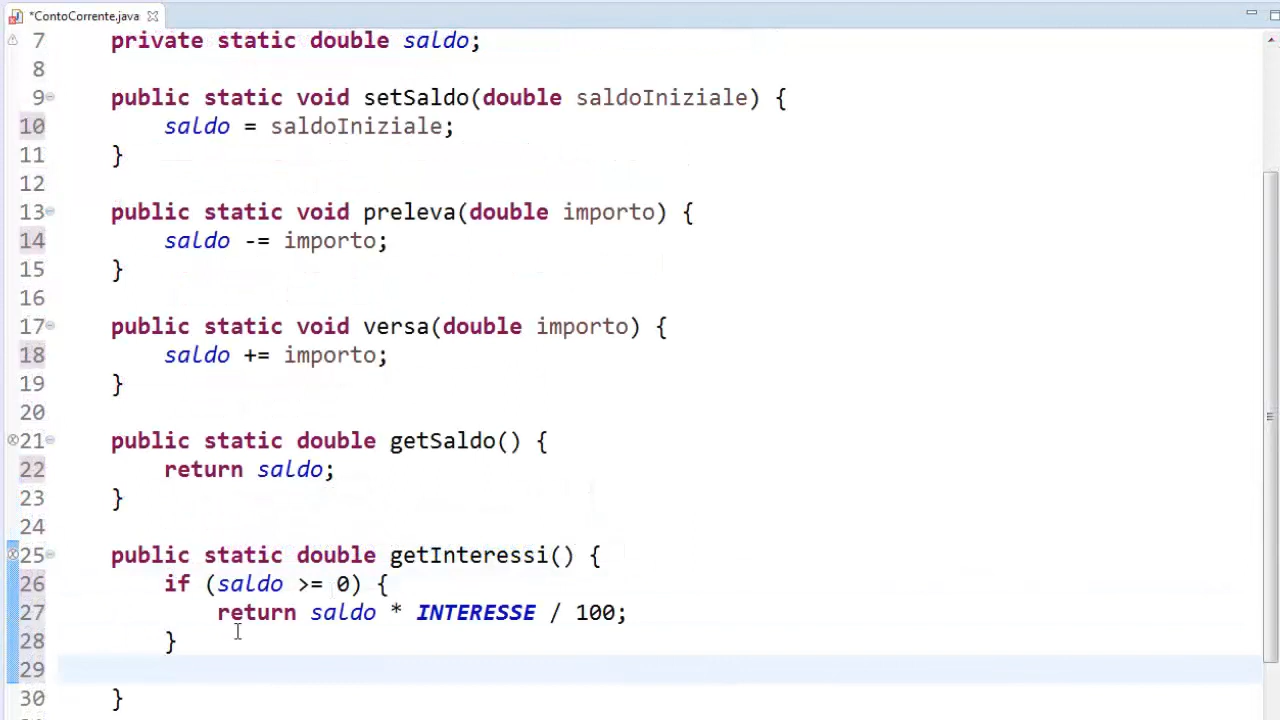 *ContoCorrente.java
7 private static double saldo;
8
9 public static void setSaldo(double saldoIniziale) {
10 saldo = saldoIniziale;
11 }
12
13 public static void preleva(double importo) {
14 saldo -= importo;
15 }
16
17 public static void versa(double importo) {
18 saldo += importo;
19 }
20
21 public static double getSaldo() {
22 return saldo;
23 }
24
25 public static double getInteressi() {
26 if (saldo >= 0) {
27 return saldo * INTERESSE / 100;
28 }
29
30 }